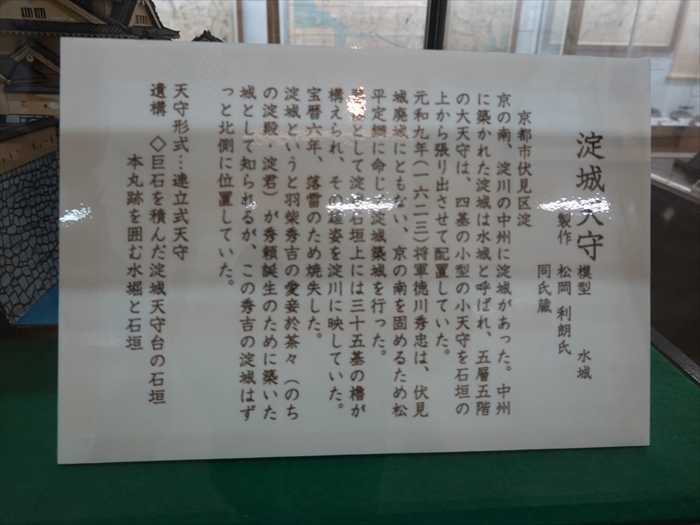 淀城天守 模型 水城
製作 松岡利朗氏
同氏蔵
京都市伏見区淀
京の南、淀川の中州に淀城があった。中州
に築かれた淀城は水城と呼ばれ、五層五階
の大天守は、四基の小型の小天守を石垣の
上から張り出させて配置していた。
元和九年(一六二三)将軍徳川秀忠は、伏見
城廃城にともない、京の南を固めるため松
平定綱に命じ 淀城築城を行った。
として淀 石垣上には三十五基の櫓が
構えられ、その 姿を淀川に映していた。
宝暦六年、落雷のため焼失した。
淀城というと羽柴秀吉の愛妾於茶々(のち
の淀殿、淀君)が秀頼誕生のために築いた
城として知られるが、この秀吉の淀城はず
っと北側に位置していた。
天守形式…連立式天守
遺構 ◇巨石を積んだ淀城天守台の石垣
本丸跡を囲む水堀と石垣